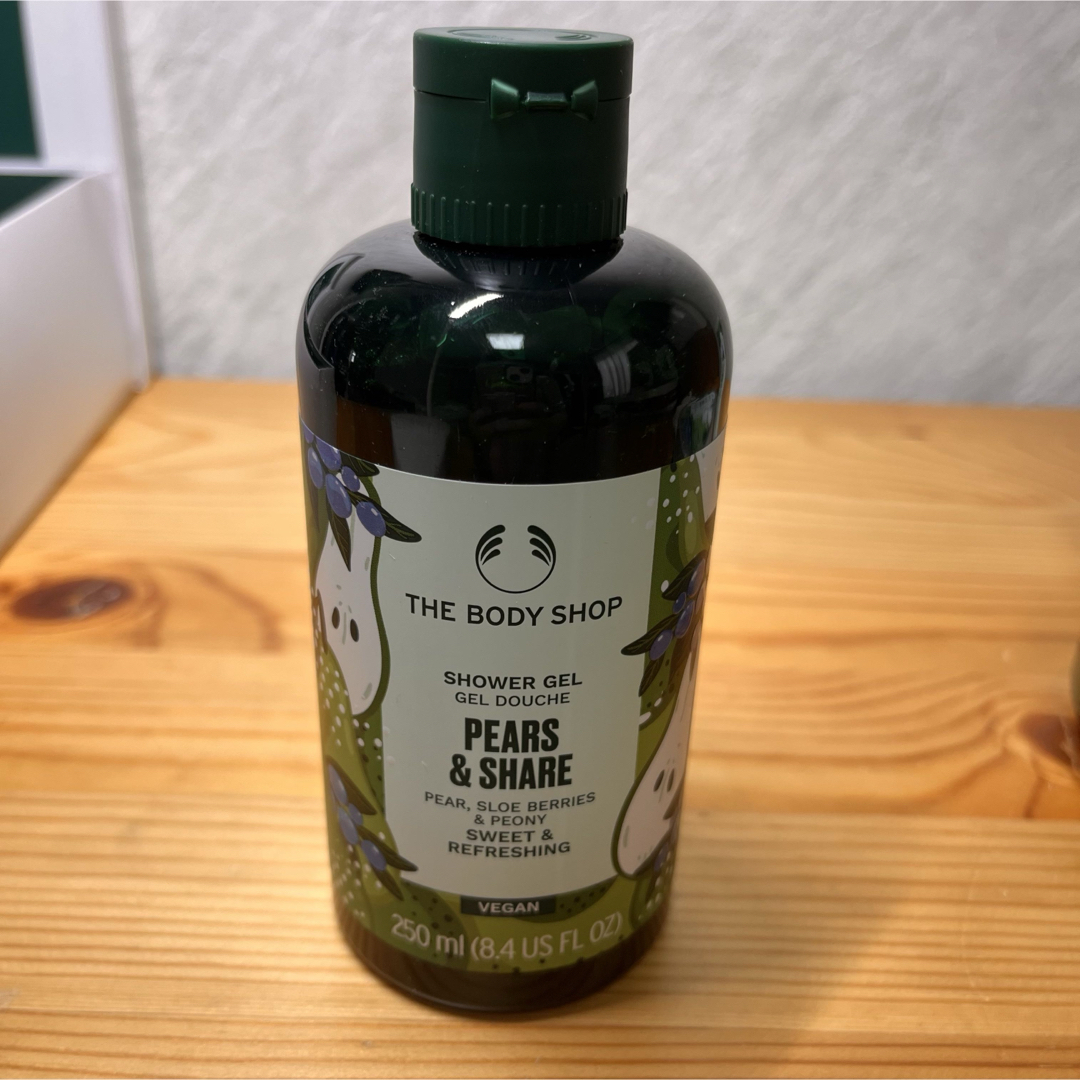 THE BODY SHOP
SHOWER GEL
GEL DOUCHE
PEARS
& SHARE
PEAR, SLOE BERRIES
& PEONY
SWEET &
REFRESHING
VEGAN
250 ml (8.4 US FL OZ)